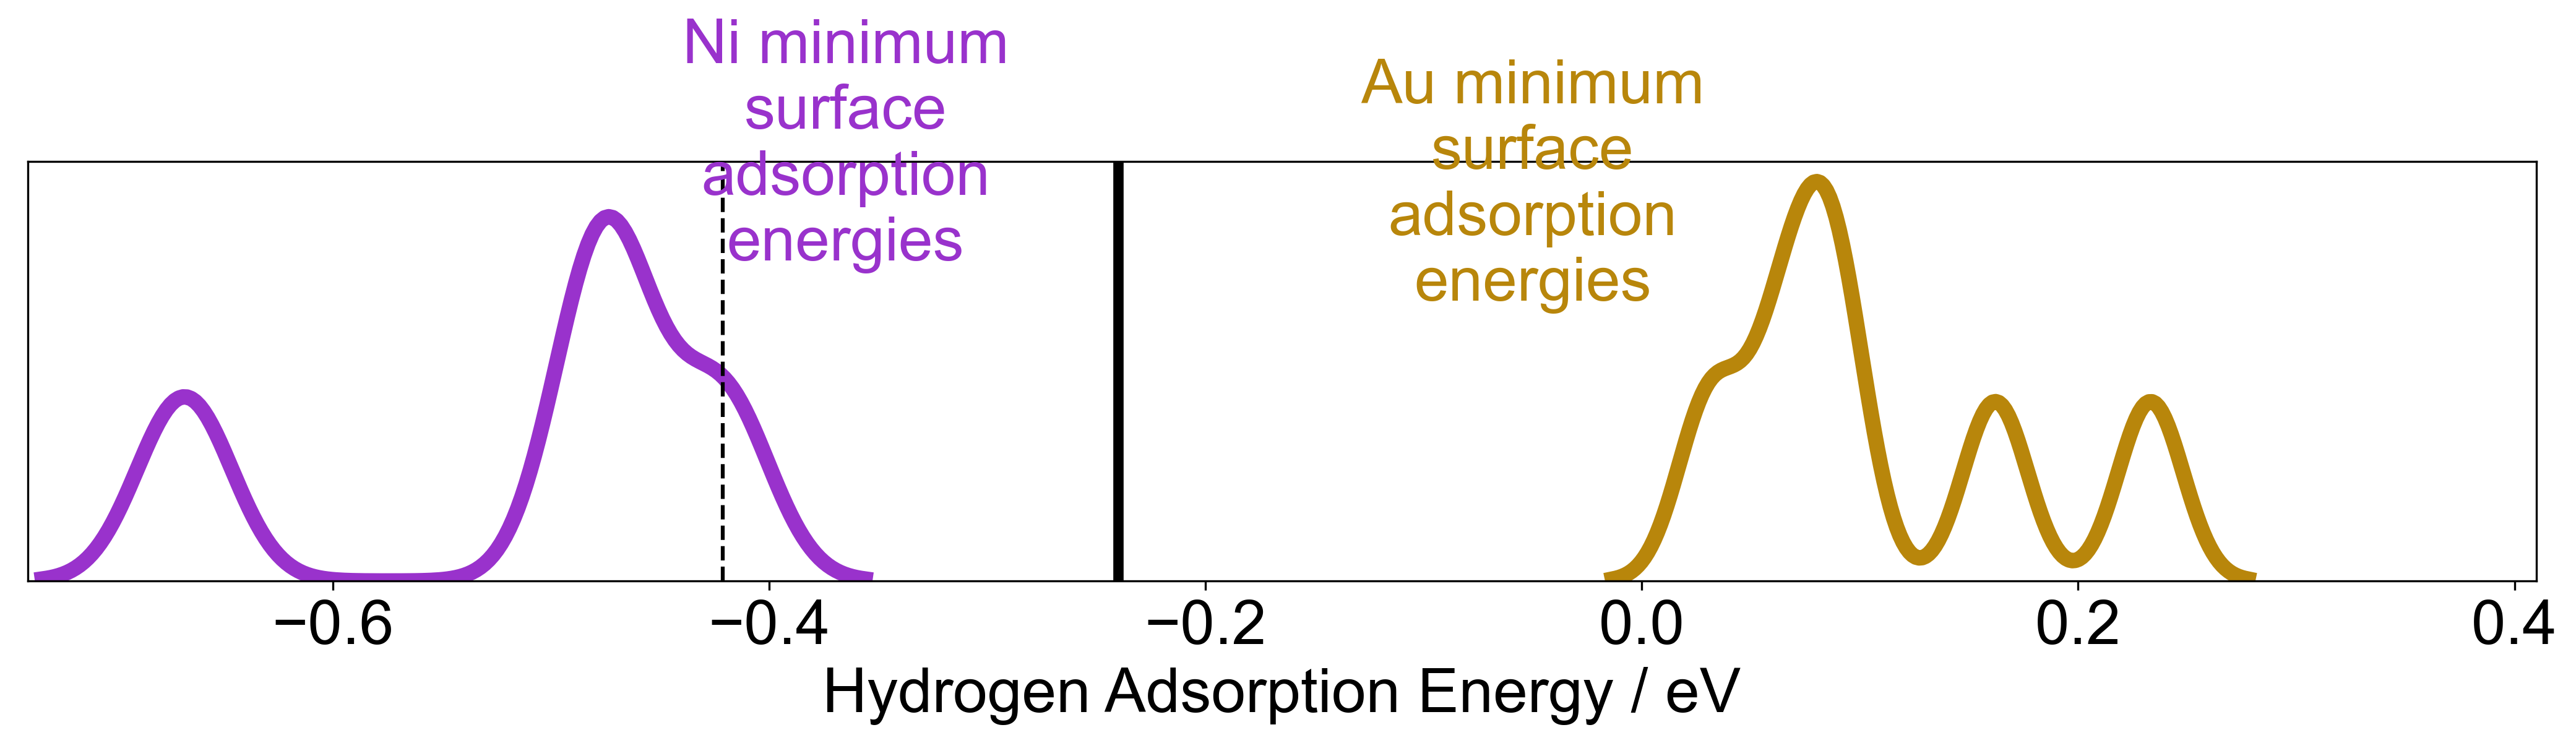 Ni minimum
surface
adsorption
energies
Au minimum
surface
adsorption
energies
−0.6
−0.4
−0.2
0.0
0.2
0.4
Hydrogen Adsorption Energy / eV